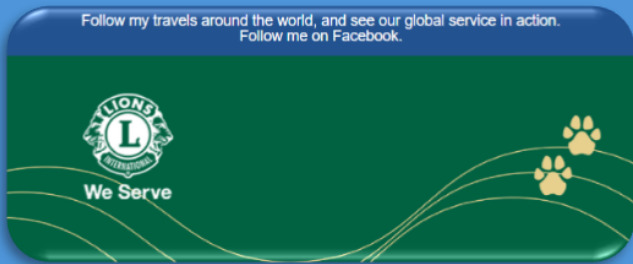 Follow my travels around the world, and see our global service in action.
Follow me on Facebook.
LIONS
L
INTERNATIONAL
We Serve